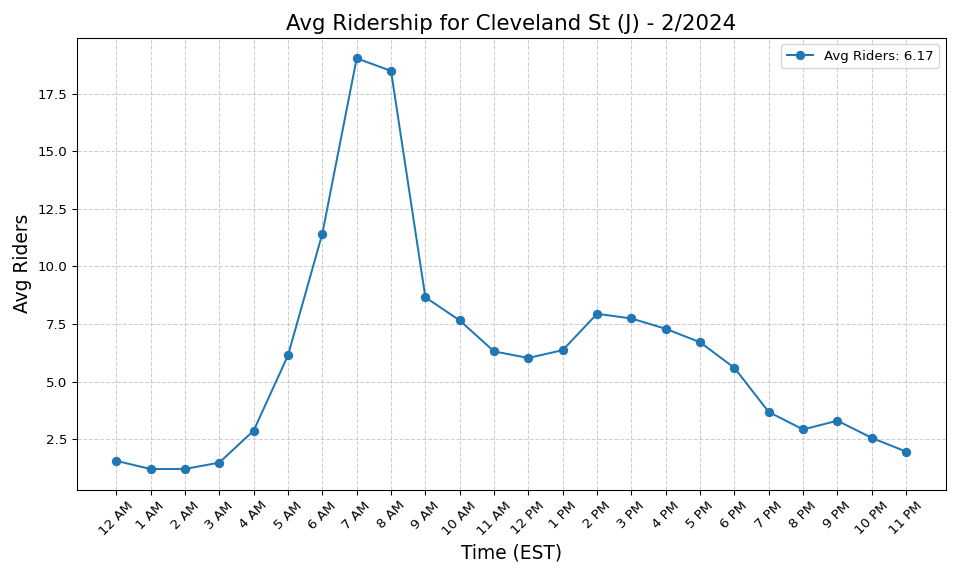 Avg Ridership for Cleveland St (J) - 2/2024
Avg Riders: 6.17
Avg Riders
17.5
15.0
12.5
10.0
7.5
5.0
2.5
12 AM
1 AM
2 AM
3 AM
4 AM
5 AM
6 AM
7 AM
8 AM
9 AM
10 AM
11 AM
12 PM
1 PM
2 PM
3 PM
4 PM
5 PM
6 PM
7 PM
8 PM
9 PM
10 PM
11 PM
Time (EST)